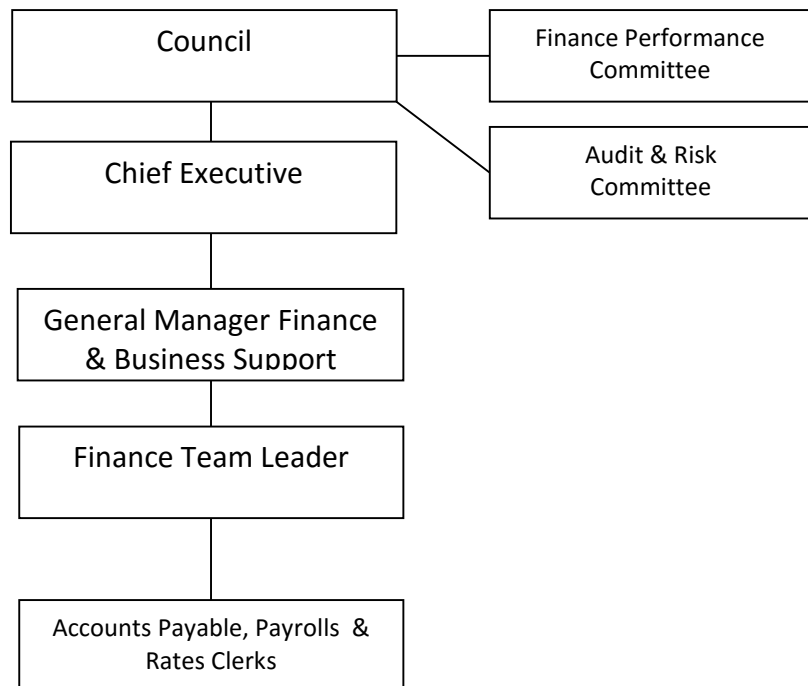 Council
Finance Performance
Committee
Audit & Risk
Committee
Chief Executive
General Manager Finance
& Business Support
Finance Team Leader
Accounts Payable, Payrolls &
Rates Clerks